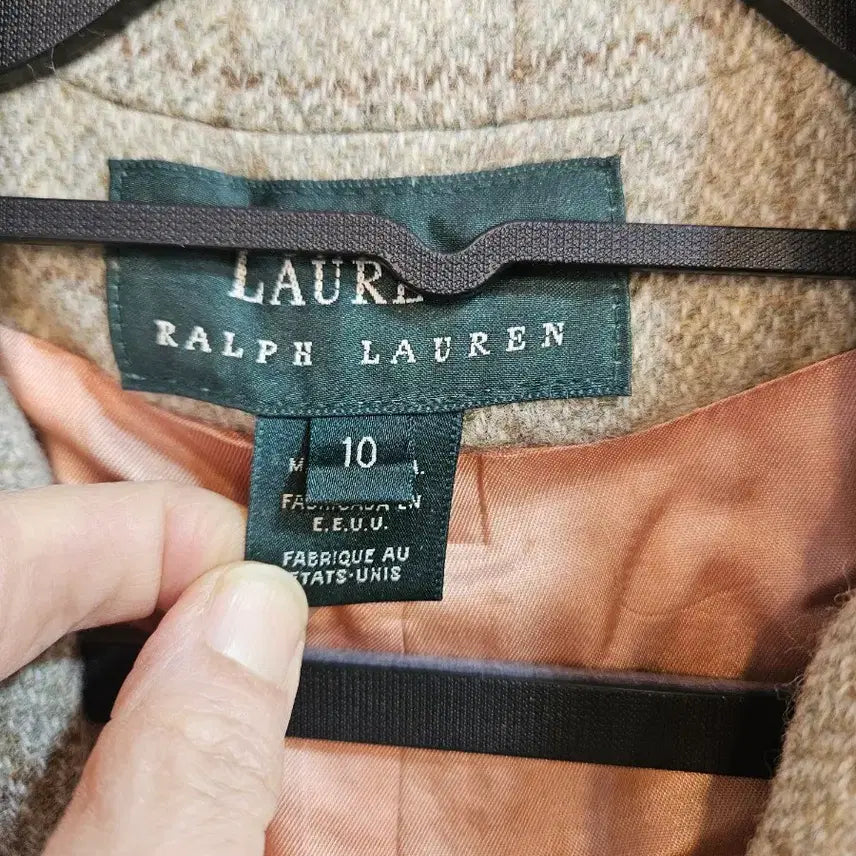 LAURE
RALPH LAUREN
10
E.E.U.U.
FABRIQUE AU
ETATS-UNIS